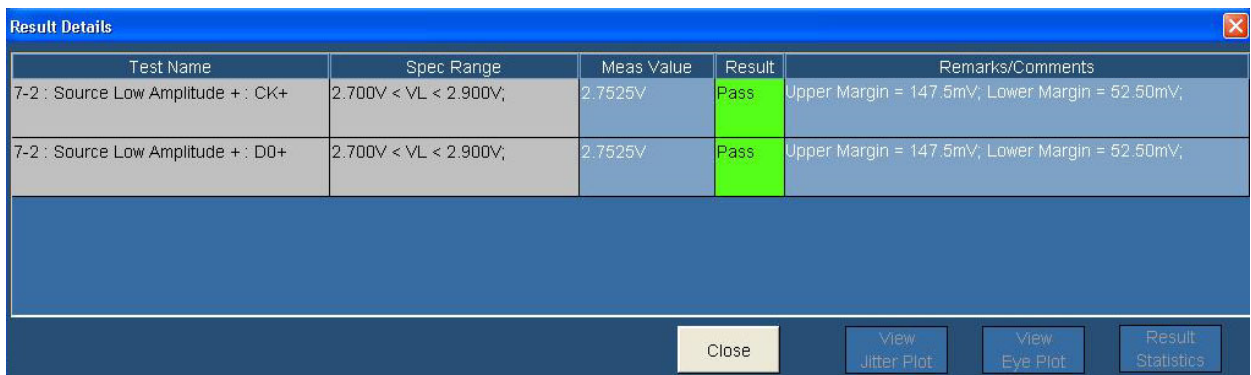 Result Details
Test Name Spec Range Meas Value Result Remarks/Comments
7-2 : Source Low Amplitude + : CK+ 2.700V < VL < 2.900V; 2.7525V Pass Upper Margin = 147.5mV; Lower Margin = 52.50mV;
7-2 : Source Low Amplitude + : D0+ 2.700V < VL < 2.900V; 2.7525V Pass Upper Margin = 147.5mV; Lower Margin = 52.50mV;
Close
View
Jitter Plot
View
Eye Plot
Result
Statistics